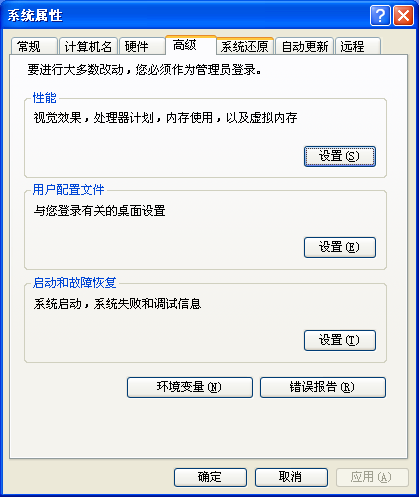 系统属性
常规 计算机名 硬件 高级 系统还原 自动更新 远程
要进行大多数改动，您必须作为管理员登录。
性能
视觉效果，处理器计划，内存使用，以及虚拟内存
设置(S)
用户配置文件
与您登录有关的桌面设置
设置(E)
启动和故障恢复
系统启动，系统失败和调试信息
设置(T)
环境变量(N) 错误报告(R)
确定 取消 应用(A)